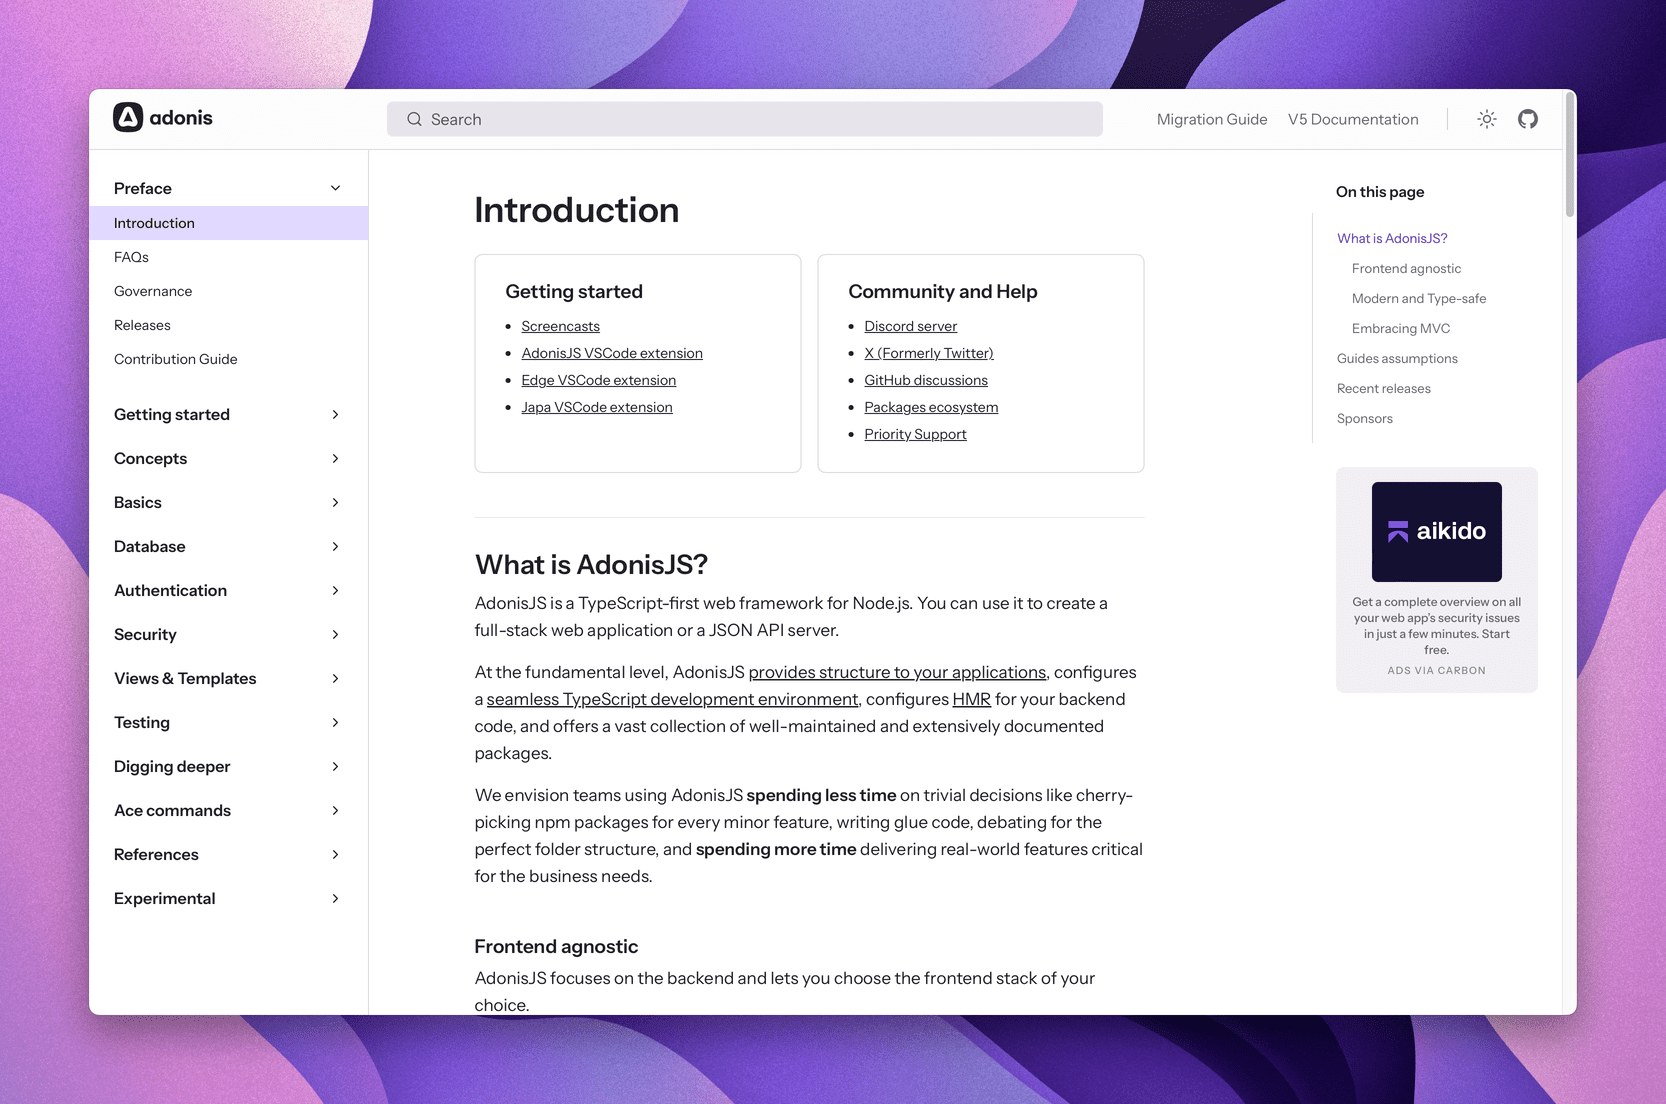 adonis
Search
Migration Guide
V5 Documentation
Preface
Introduction
FAQs
Governance
Releases
Contribution Guide
Getting started
Concepts
Basics
Database
Authentication
Security
Views & Templates
Testing
Digging deeper
Ace commands
References
Experimental
Introduction
Getting started
Screencasts
AdonisJS VSCode extension
Edge VSCode extension
Japa VSCode extension
Community and Help
Discord server
X (Formerly Twitter)
GitHub discussions
Packages ecosystem
Priority Support
What is AdonisJS?
AdonisJS is a TypeScript-first web framework for Node.js. You can use it to create a
full-stack web application or a JSON API server.
At the fundamental level, AdonisJS provides structure to your applications, configures
a seamless TypeScript development environment, configures HMR for your backend
code, and offers a vast collection of well-maintained and extensively documented
packages.
We envision teams using AdonisJS spending less time on trivial decisions like cherry-
picking npm packages for every minor feature, writing glue code, debating for the
perfect folder structure, and spending more time delivering real-world features critical
for the business needs.
Frontend agnostic
AdonisJS focuses on the backend and lets you choose the frontend stack of your
choice.
On this page
What is AdonisJS?
Frontend agnostic
Modern and Type-safe
Embracing MVC
Guides assumptions
Recent releases
Sponsors
aikido
Get a complete overview on all
your web app's security issues
in just a few minutes. Start
free.
ADS VIA CARBON